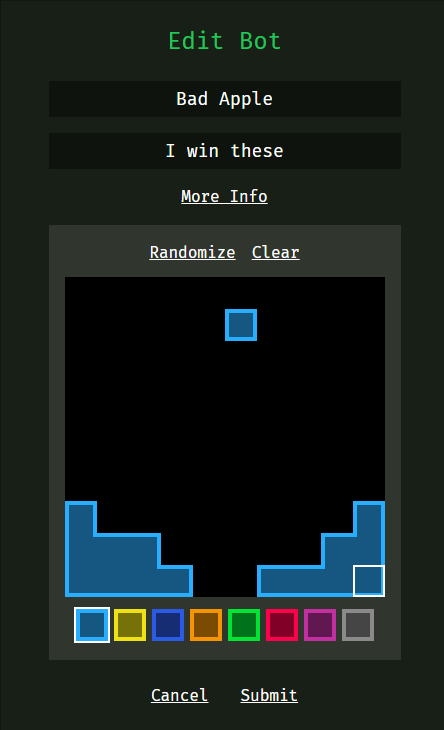 Edit Bot
Bad Apple
I win these
More Info
Randomize Clear
Cancel Submit